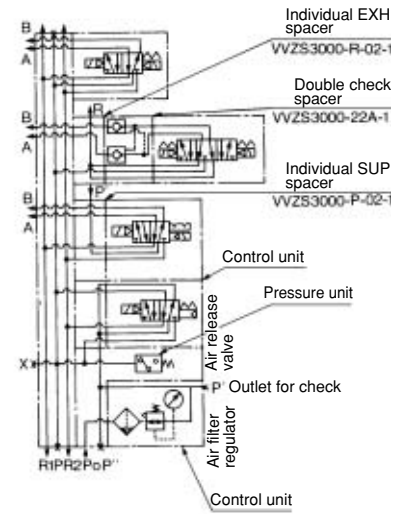 Individual EXH
spacer
B
VVZS3000-R-02-1
A
Double check
spacer
R
B
VVZS3000-22A-1
A
Individual SUP
spacer
P
B
VVZS3000-P-02-1
A
Control unit
Pressure unit
Air release
valve
X
P' Outlet for check
Air filter
regulator
R1PR2PoP"
Control unit